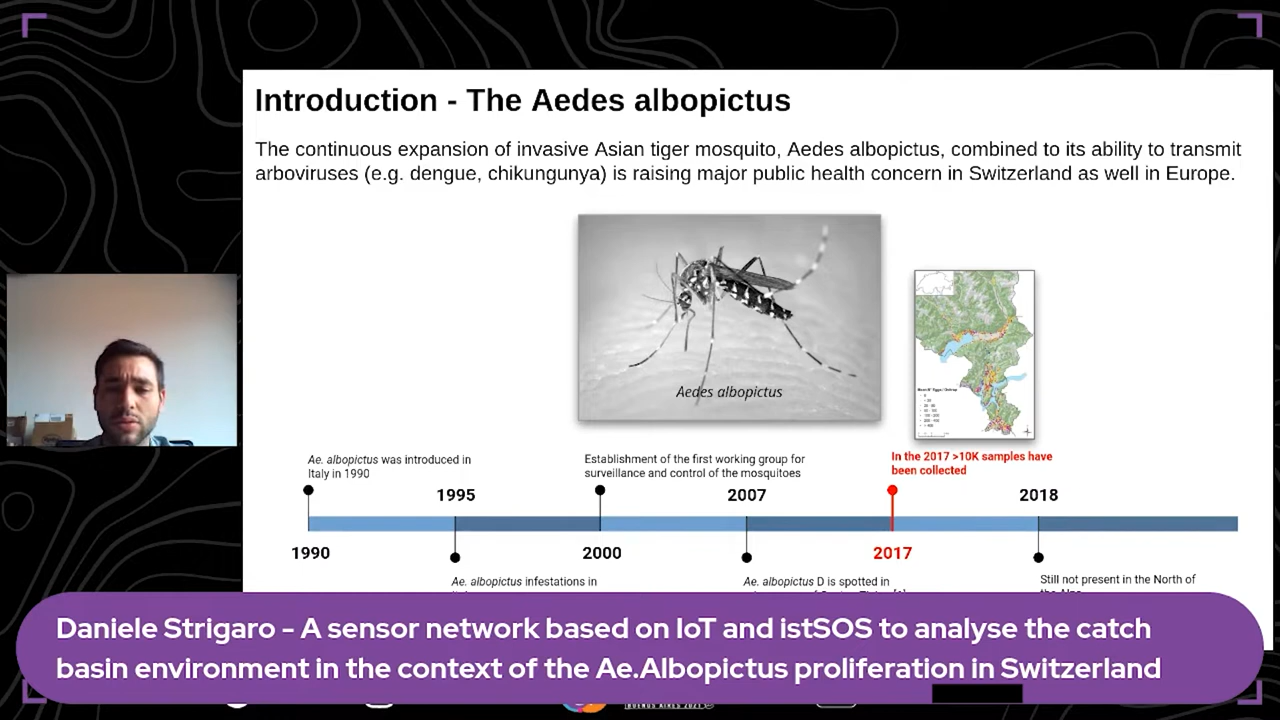 Introduction - The Aedes albopictus
The continuous expansion of invasive Asian tiger mosquito, Aedes albopictus, combined to its ability to transmit
arboviruses (e.g. dengue, chikungunya) is raising major public health concern in Switzerland as well in Europe.
Aedes albopictus
Ae. albopictus was introduced in
Italy in 1990
Establishment of the first working group for
surveillance and control of the mosquitoes
In the 2017 >10K samples have
been collected
1995
2007
2018
1990
2000
2017
Ae. albopictus infestations in
Ae. albopictus D is spotted in
Still not present in the North of
Daniele Strigaro - A sensor network based on IoT and istSOS to analyse the catch
basin environment in the context of the Ae.Albopictus proliferation in Switzerland
BUENOS AIRES 2021